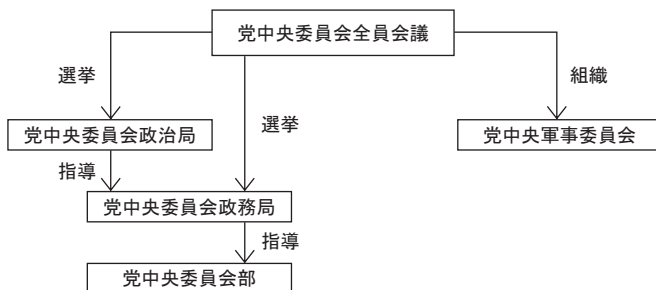 党中央委員会全員会議
選挙
組織
選挙
党中央委員会政治局
党中央軍事委員会
指導
党中央委員会政務局
指導
党中央委員会部